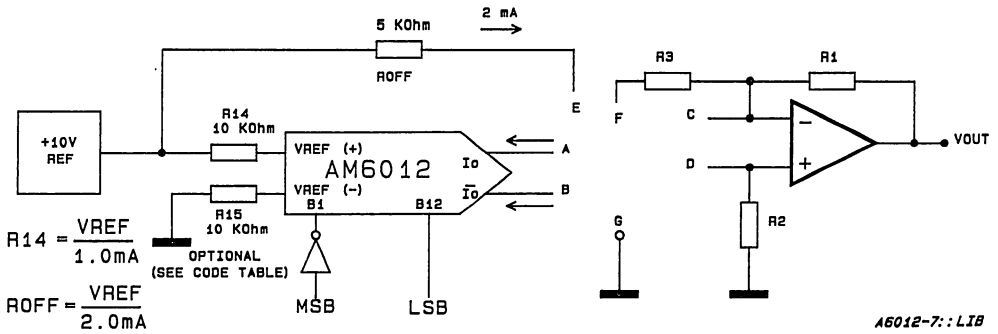 5 KOhm
2 mA
ROFF
E
+10V
REF
R14
10 KOhm
VREF (+)
AM6012
Io
A
VREF (-)
Io
B
B1
B12
R15
10 KOhm
OPTIONAL
(SEE CODE TABLE)
MSB
LSB
R14 = VREF
1.0mA
ROFF = VREF
2.0mA
R3
R1
F
C
-
D
+
VOUT
R2
G
A6012-7::LIB